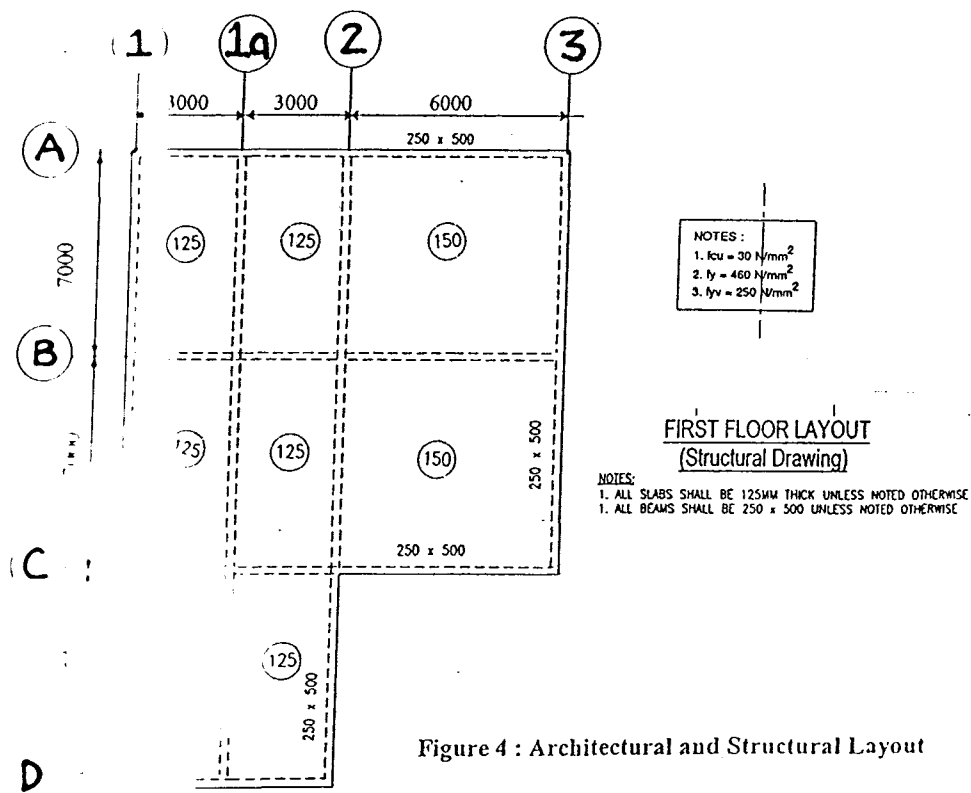 1 1a 2 3
3000 3000 6000
250 x 500
A
125 125 150
7000
NOTES :
1. fcu = 30 N/mm2
2. fy = 460 N/mm2
3. fyv = 250 N/mm2
B
125 125 150
250 x 500
FIRST FLOOR LAYOUT
(Structural Drawing)
NOTES:
1. ALL SLABS SHALL BE 125MM THICK UNLESS NOTED OTHERWISE
1. ALL BEAMS SHALL BE 250 x 500 UNLESS NOTED OTHERWISE
250 x 500
C
125
250 x 500
Figure 4 : Architectural and Structural Layout
D